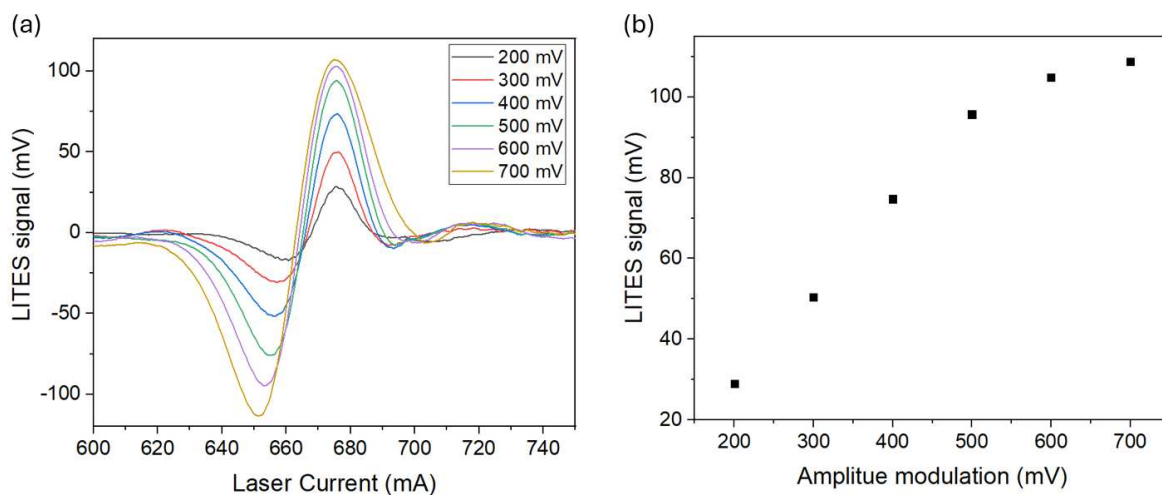 (a)
LITES signal (mV)
100
50
0
-50
-100
600 620 640 660 680 700 720 740
Laser Current (mA)
200 mV
300 mV
400 mV
500 mV
600 mV
700 mV
(b)
LITES signal (mV)
100
80
60
40
20
200 300 400 500 600 700
Amplitue modulation (mV)